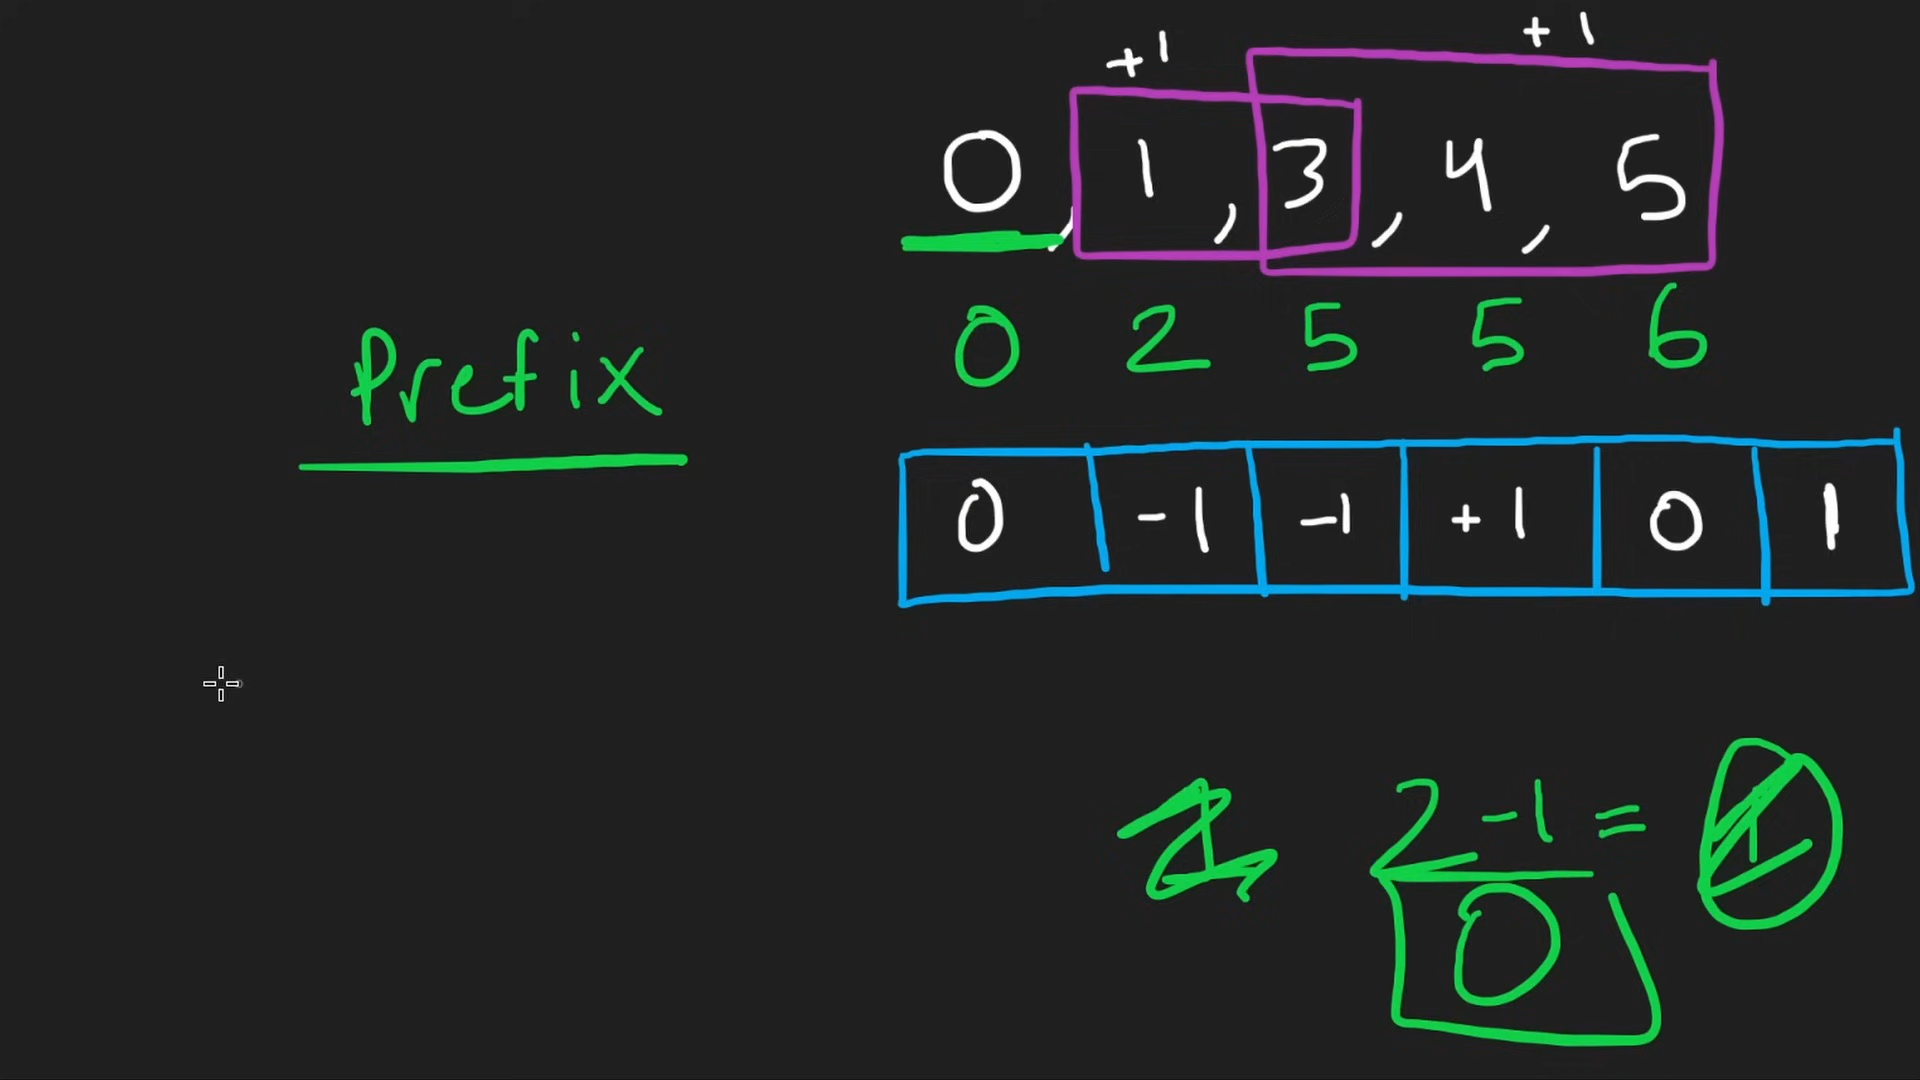 +1 +1
0, 1, 3, 4, 5
0 2 5 5 6
Prefix
0 -1 -1 +1 0 1
2-1=
0